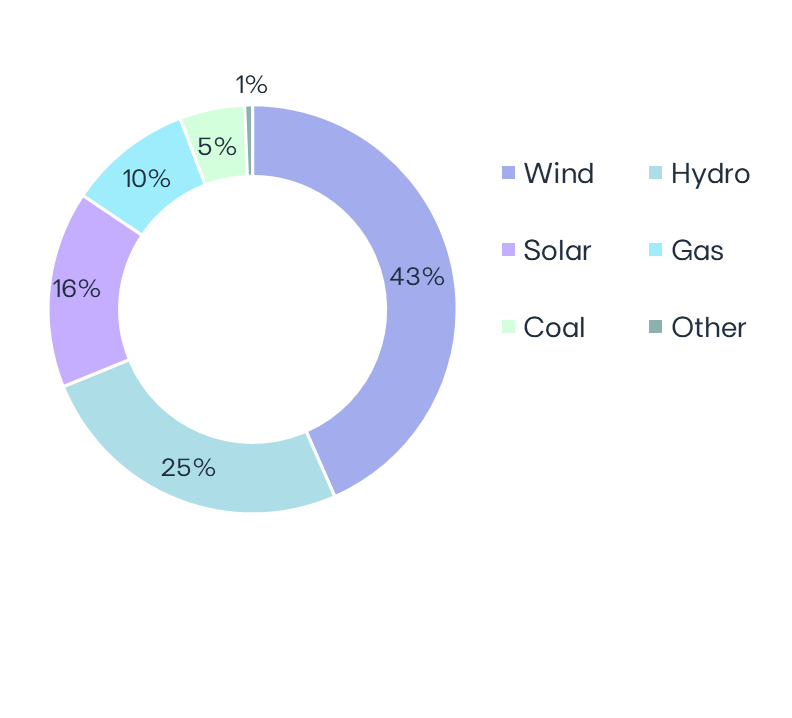 1%
5%
10%
Wind
Hydro
Solar
Gas
43%
16%
Coal
Other
25%